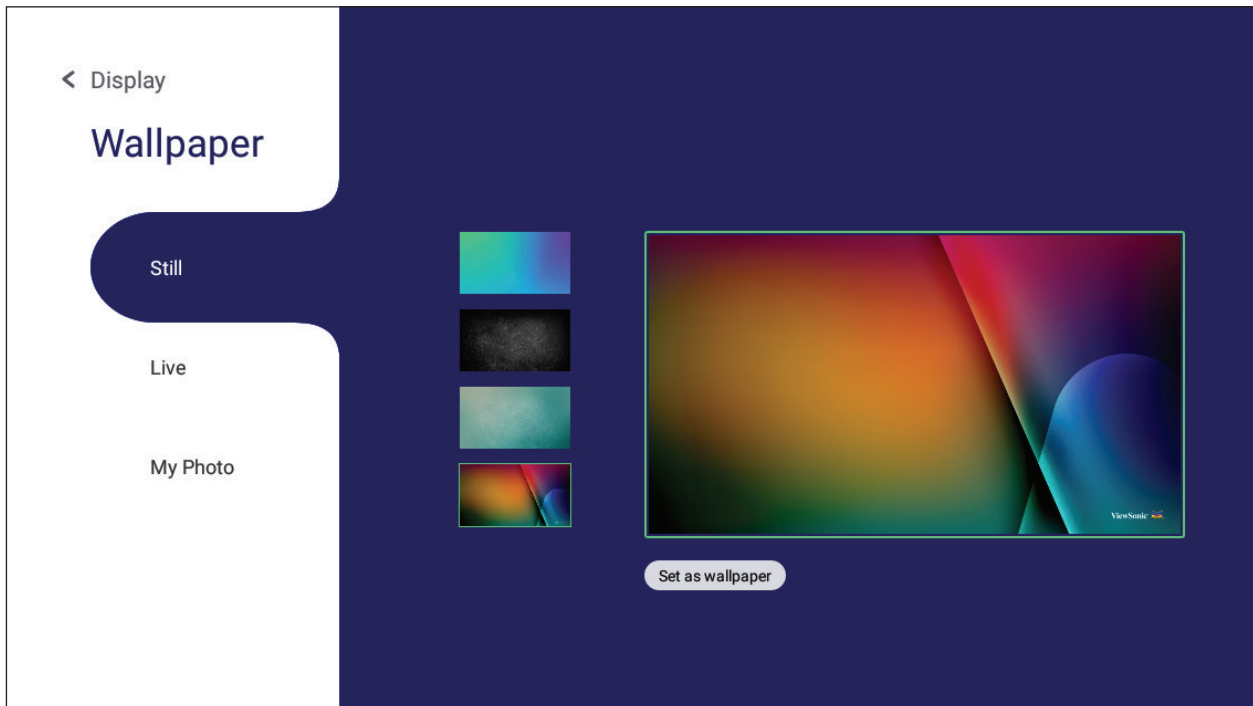 Display
Wallpaper
Still
Live
My Photo
ViewSonic
Set as wallpaper